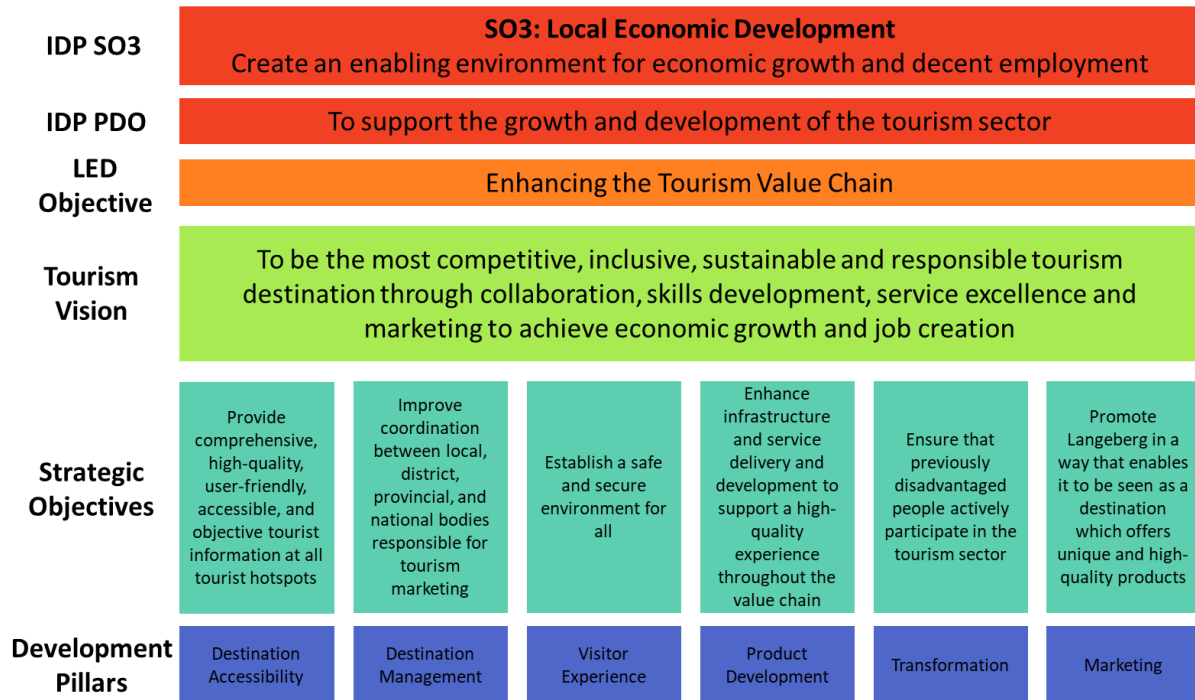 IDP SO3
SO3: Local Economic Development
Create an enabling environment for economic growth and decent employment
IDP PDO
To support the growth and development of the tourism sector
LED
Objective
Enhancing the Tourism Value Chain
Tourism
Vision
To be the most competitive, inclusive, sustainable and responsible tourism
destination through collaboration, skills development, service excellence and
marketing to achieve economic growth and job creation
Strategic
Objectives
Provide
comprehensive,
high-quality,
user-friendly,
accessible, and
objective tourist
information at all
tourist hotspots
Improve
coordination
between local,
district,
provincial, and
national bodies
responsible for
tourism
marketing
Establish a safe
and secure
environment for
all
Enhance
infrastructure
and service
delivery and
development to
support a high-
quality
experience
throughout the
value chain
Ensure that
previously
disadvantaged
people actively
participate in the
tourism sector
Promote
Langeberg in a
way that enables
it to be seen as a
destination
which offers
unique and high-
quality products
Development
Pillars
Destination
Accessibility
Destination
Management
Visitor
Experience
Product
Development
Transformation
Marketing